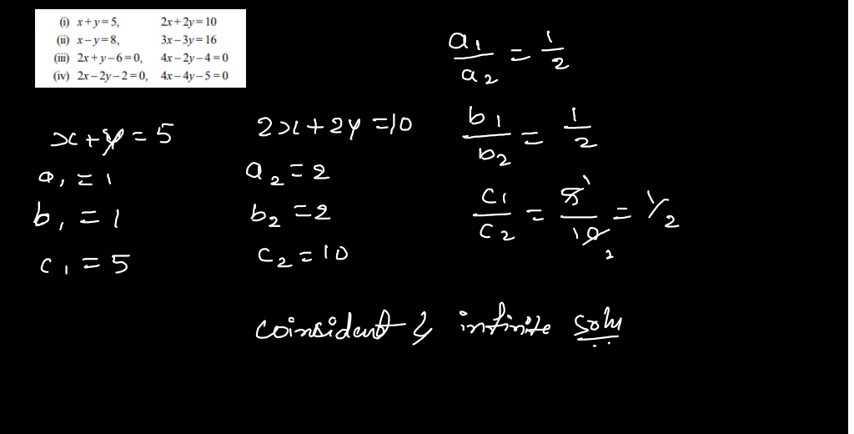 (i) x+y=5, 2x+2y=10
(ii) x–y=8, 3x–3y=16
(iii) 2x+y–6=0, 4x–2y–4=0
(iv) 2x–2y–2=0, 4x–4y–5=0
x+y=5
a₁=1
b₁=1
c₁=5
2x+2y=10
a₂=2
b₂=2
c₂=10
a₁/a₂ = 1/2
b₁/b₂ = 1/2
c₁/c₂ = 5 1/10 2 = 1/2
coinsident & infinite soln